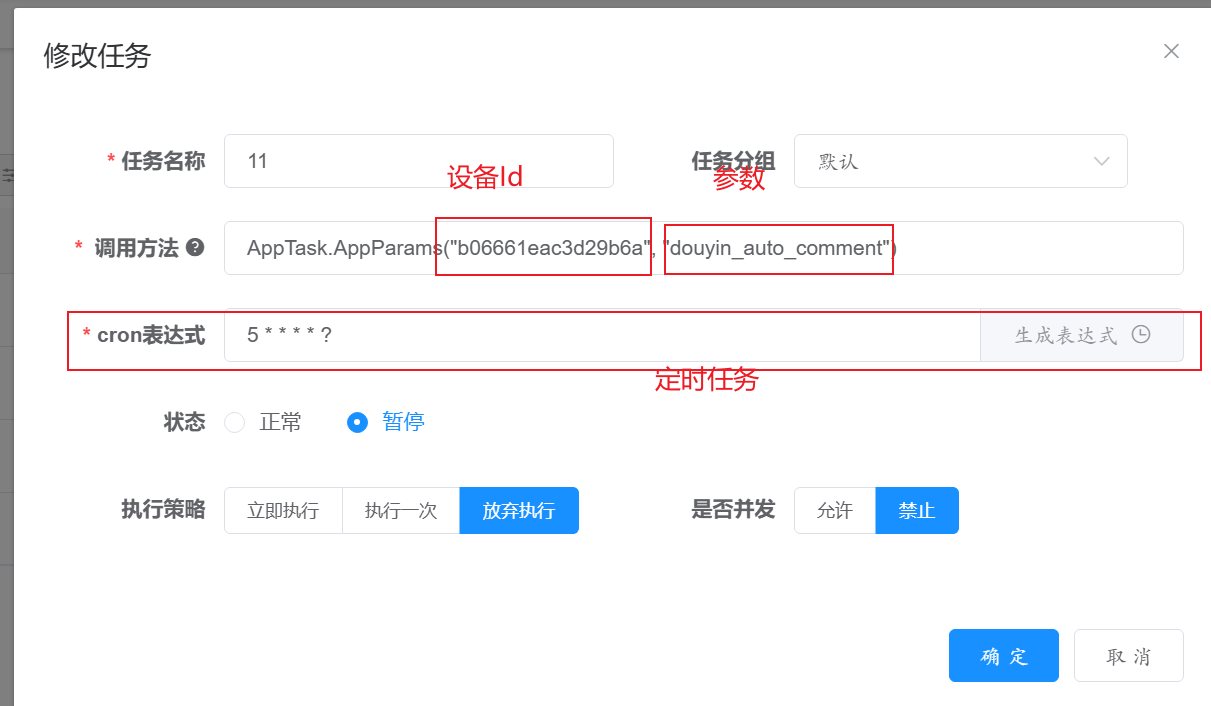 修改任务
* 任务名称 11
任务分组 默认
设备Id
参数
* 调用方法 AppTask.AppParams("b06661eac3d29b6a", "douyin_auto_comment")
* cron表达式 5 * * * * ? 生成表达式
定时任务
状态 正常 暂停
执行策略 立即执行 执行一次 放弃执行
是否并发 允许 禁止
确定 取消